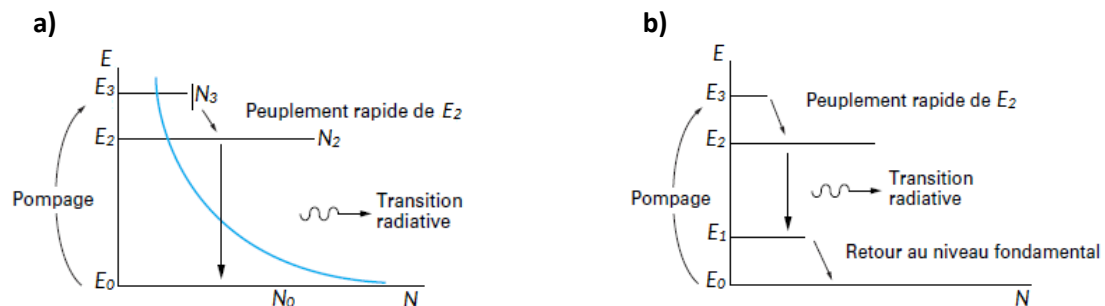 a)
E
E3
N3
Peuplement rapide de E2
E2
N2
Pompage
Transition
radiative
E0
N0
N
b)
E
E3
Peuplement rapide de E2
E2
Pompage
Transition
radiative
E1
Retour au niveau fondamental
E0
N